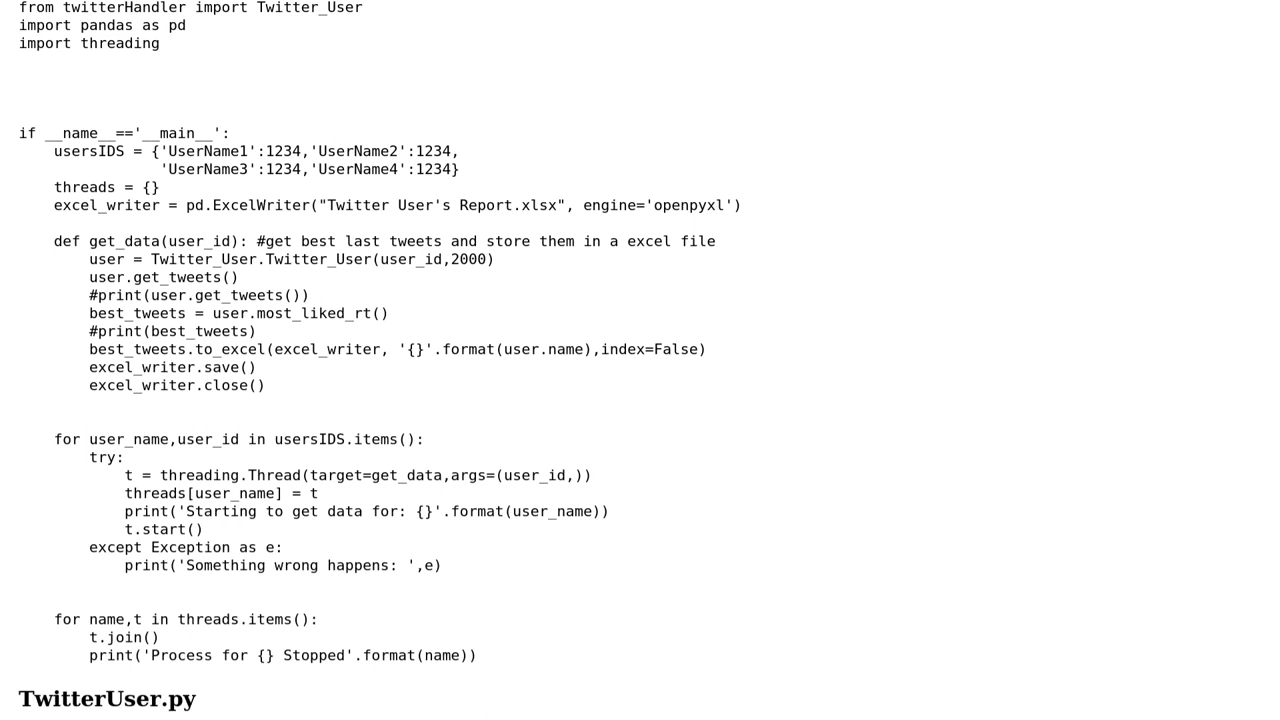 from twitterHandler import Twitter_User
import pandas as pd
import threading
if __name__=='__main__':
    usersIDS = {'UserName1':1234,'UserName2':1234,
                'UserName3':1234,'UserName4':1234}
    threads = {}
    excel_writer = pd.ExcelWriter("Twitter User's Report.xlsx", engine='openpyxl')
    def get_data(user_id): #get best last tweets and store them in a excel file
        user = Twitter_User.Twitter_User(user_id,2000)
        user.get_tweets()
        #print(user.get_tweets())
        best_tweets = user.most_liked_rt()
        #print(best_tweets)
        best_tweets.to_excel(excel_writer, '{}'.format(user.name),index=False)
        excel_writer.save()
        excel_writer.close()
    for user_name,user_id in usersIDS.items():
        try:
            t = threading.Thread(target=get_data,args=(user_id,))
            threads[user_name] = t
            print('Starting to get data for: {}'.format(user_name))
            t.start()
        except Exception as e:
            print('Something wrong happens: ',e)
    for name,t in threads.items():
        t.join()
        print('Process for {} Stopped'.format(name))
TwitterUser.py